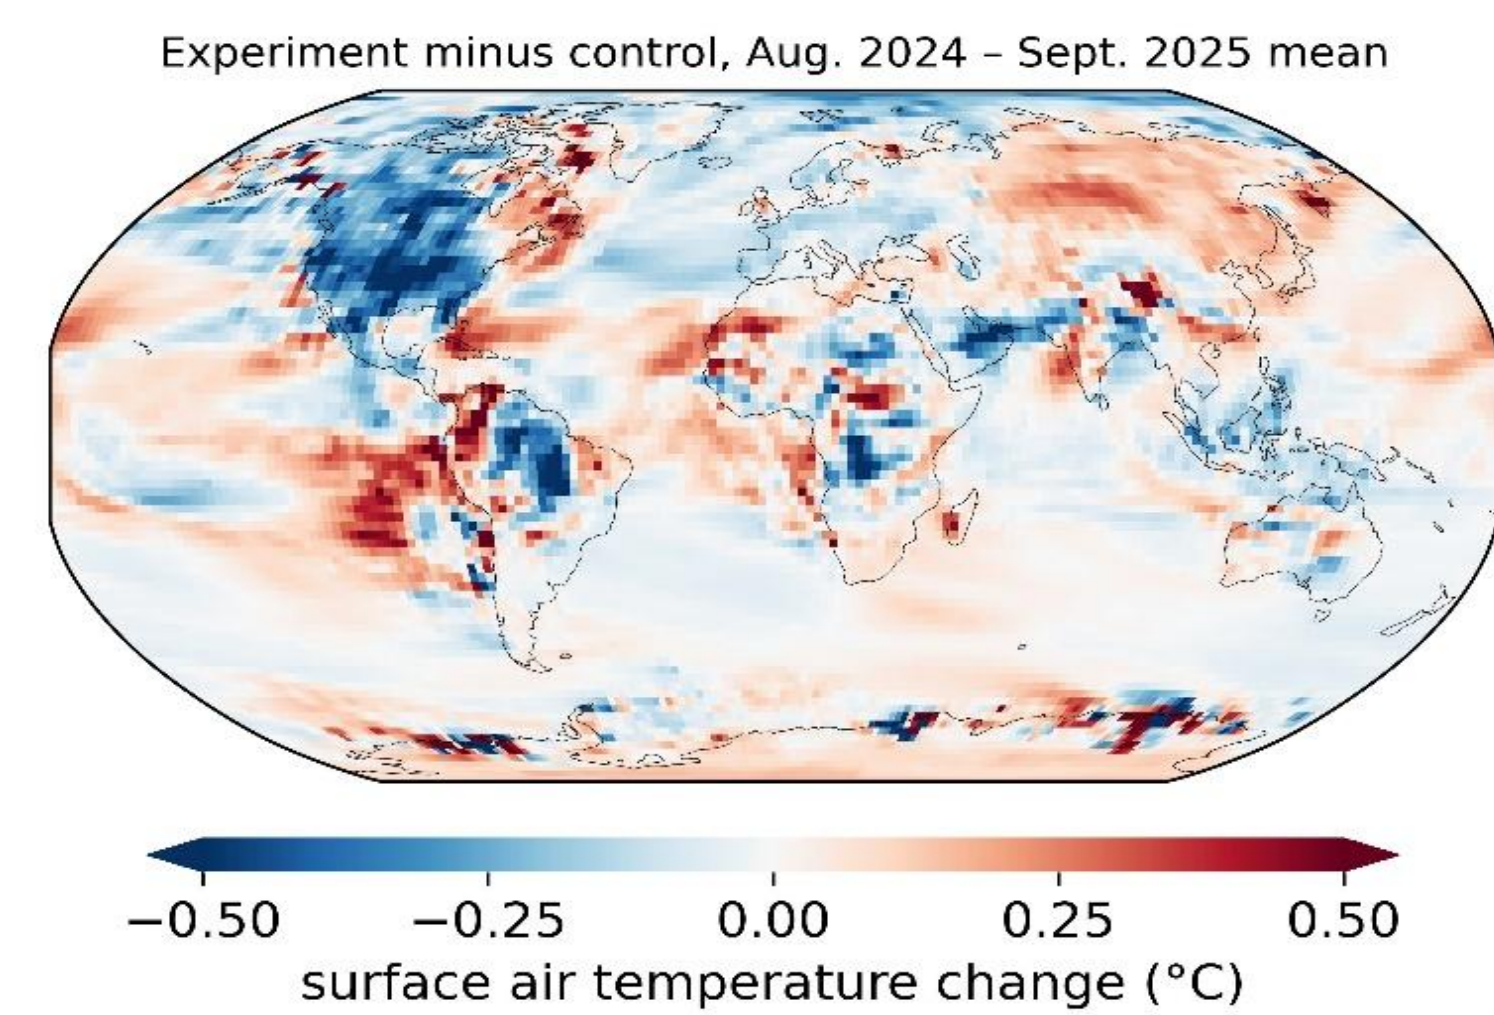 Experiment minus control, Aug. 2024 – Sept. 2025 mean
−0.50 −0.25 0.00 0.25 0.50
surface air temperature change (°C)